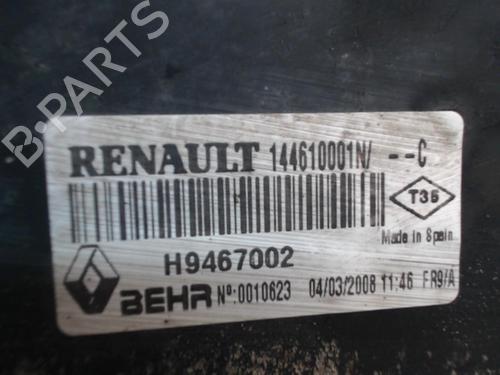 B-PARTS
RENAULT 144610001N/ --C
T35
Made in Spain
H9467002
BEHR Nº:0010623 04/03/2008 11:46 FR9/A